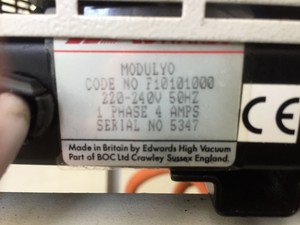 MODULYO
CODE NO F10101000
220-240V 50HZ
1 PHASE 4 AMPS
SERIAL NO 5347
CE
Made in Britain by Edwards High Vacuum
Part of BOC Ltd Crawley Sussex England.